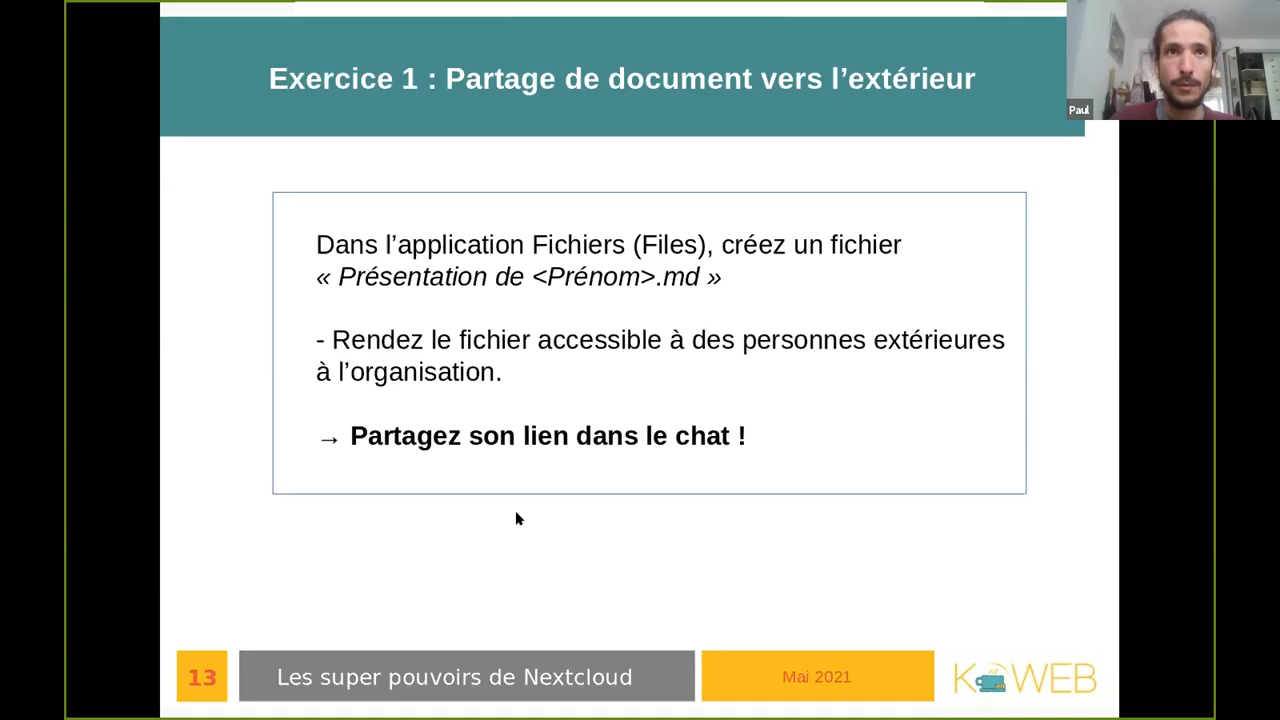 Exercice 1 : Partage de document vers l’extérieur
Paul
Dans l’application Fichiers (Files), créez un fichier
« Présentation de <Prénom>.md »
- Rendez le fichier accessible à des personnes extérieures
à l’organisation.
→ Partagez son lien dans le chat !
13
Les super pouvoirs de Nextcloud
Mai 2021
K WEB